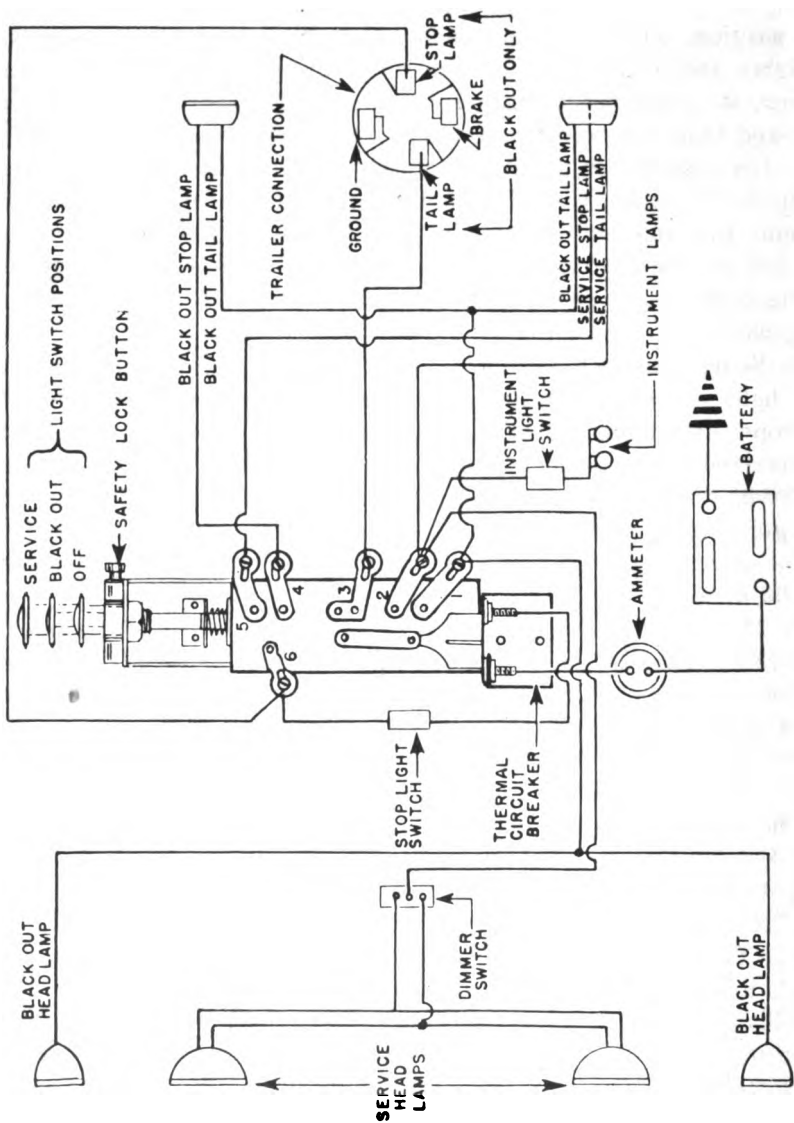 TRAILER CONNECTION
STOP
LAMP
BRAKE
BLACK OUT ONLY
GROUND
TAIL
LAMP
LIGHT SWITCH POSITIONS
SERVICE
BLACK OUT
OFF
SAFETY LOCK BUTTON
BLACK OUT STOP LAMP
BLACK OUT TAIL LAMP
BLACK OUT TAIL LAMP
SERVICE STOP LAMP
SERVICE TAIL LAMP
INSTRUMENT LAMPS
INSTRUMENT
LIGHT
SWITCH
BATTERY
AMMETER
5
4
3
2
1
6
STOP LIGHT
SWITCH
THERMAL
CIRCUIT
BREAKER
DIMMER
SWITCH
BLACK OUT
HEAD LAMP
SERVICE
HEAD
LAMPS
BLACK OUT
HEAD LAMP